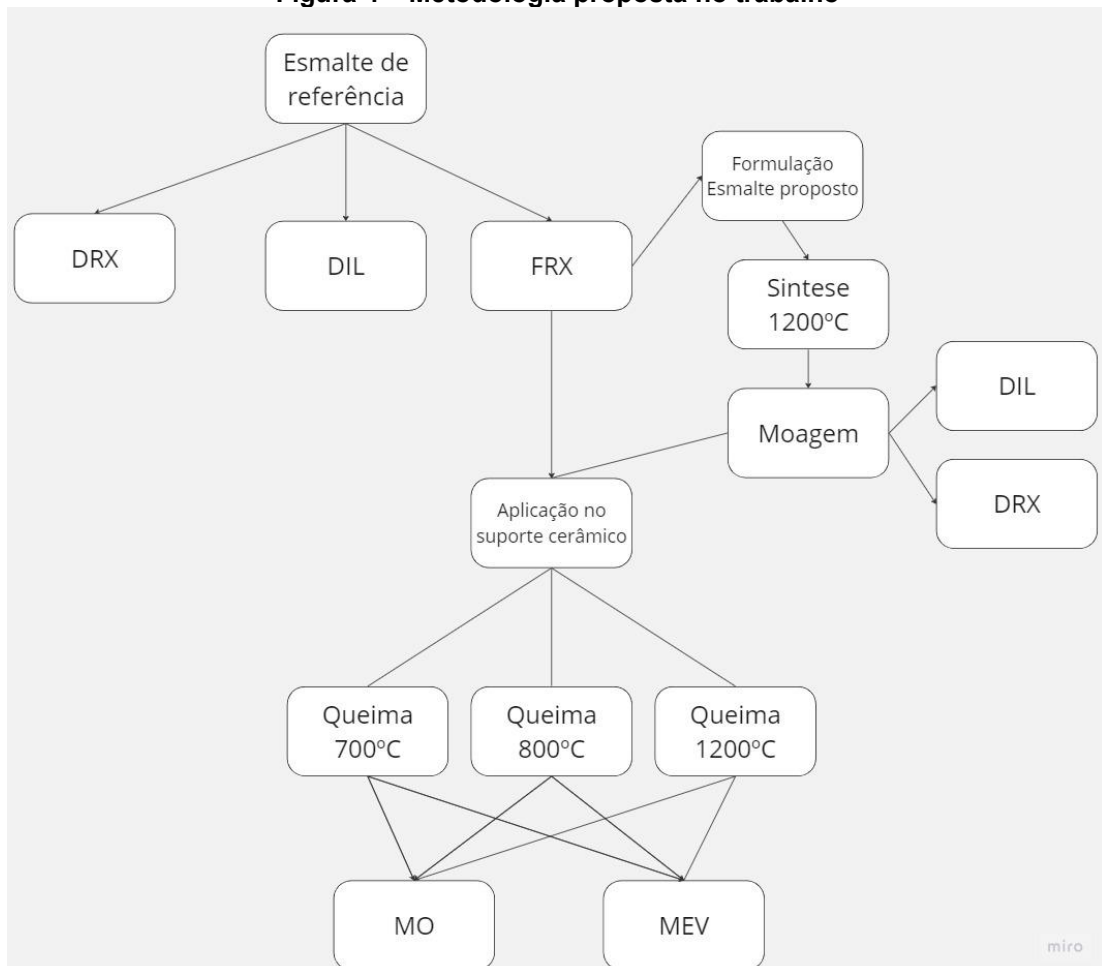 Figura – Metodologia proposta no trabalho
Esmalte de
referência
Formulação
Esmalte proposto
DRX
DIL
FRX
Sintese
1200ºC
DIL
Moagem
DRX
Aplicação no
suporte cerâmico
Queima
700ºC
Queima
800ºC
Queima
1200ºC
MO
MEV
miro